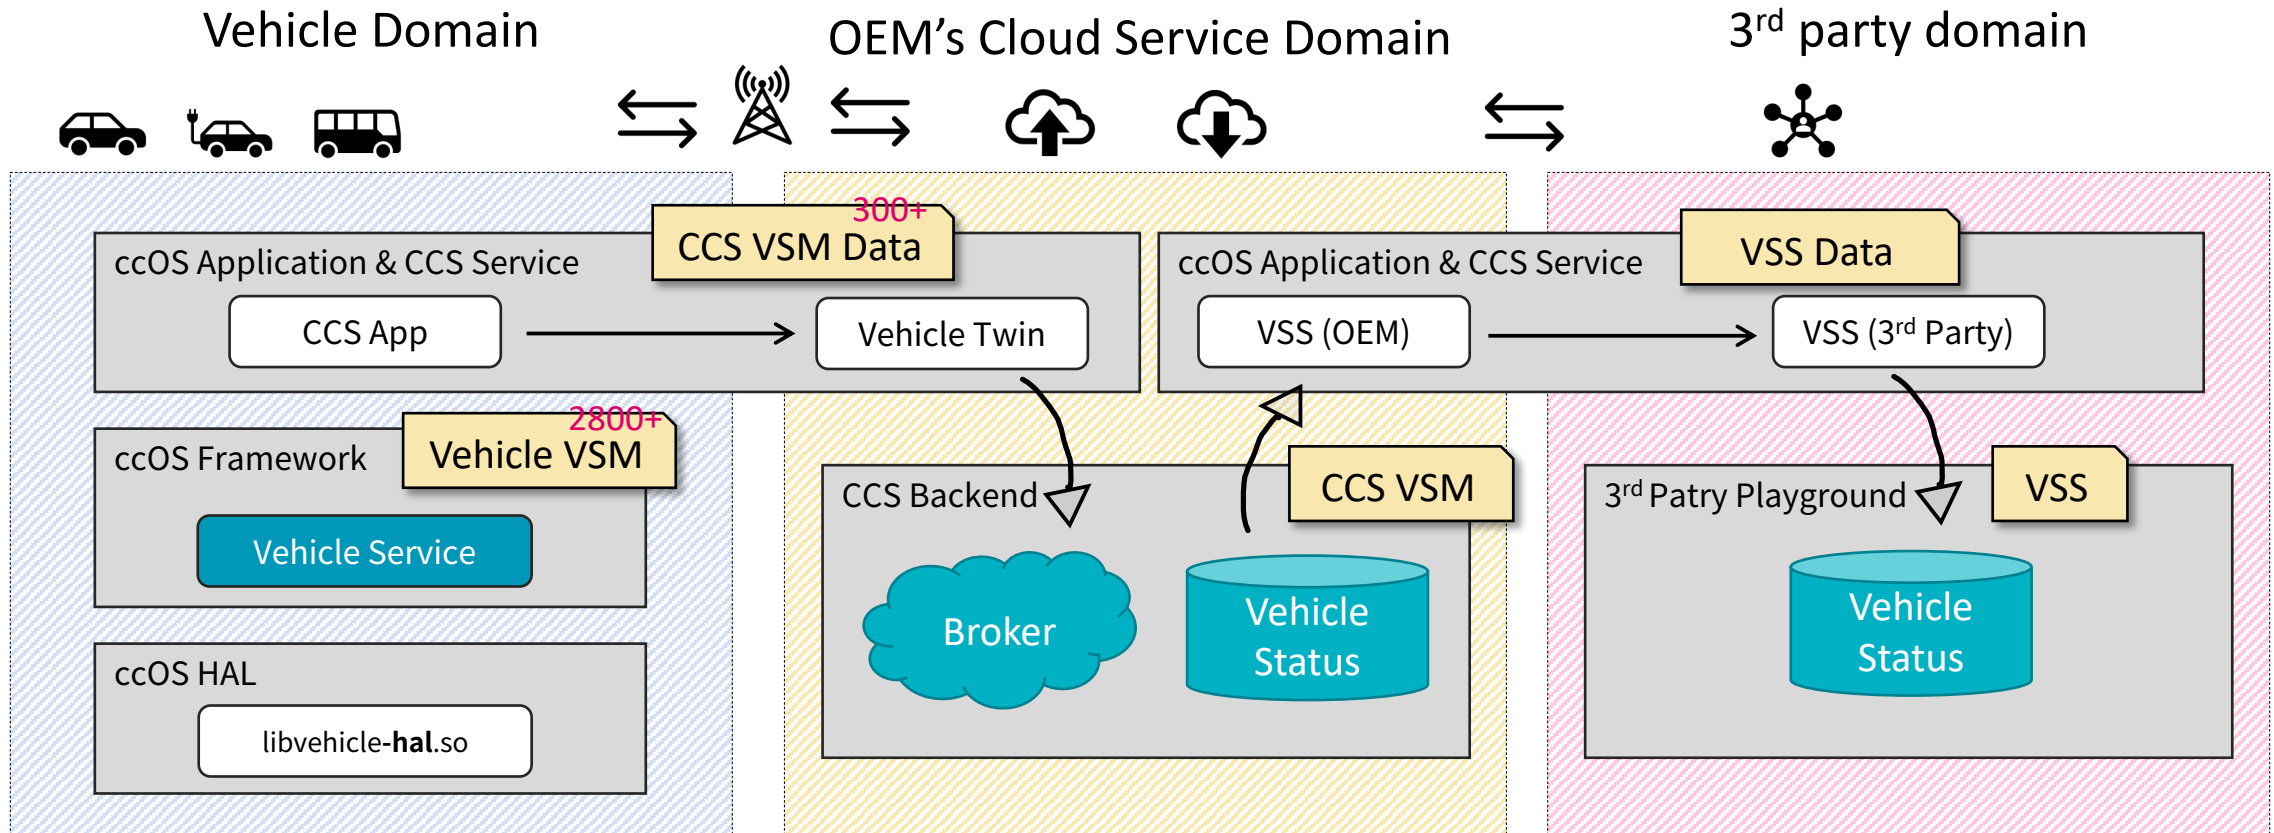 Vehicle Domain
OEM's Cloud Service Domain
3rd party domain
300+
CCS VSM Data
VSS Data
ccOS Application & CCS Service
ccOS Application & CCS Service
CCS App
Vehicle Twin
VSS (OEM)
VSS (3rd Party)
2800+
Vehicle VSM
ccOS Framework
CCS VSM
VSS
CCS Backend
3rd Patry Playground
Vehicle Service
Broker
Vehicle
Status
Vehicle
Status
ccOS HAL
libvehicle-hal.so